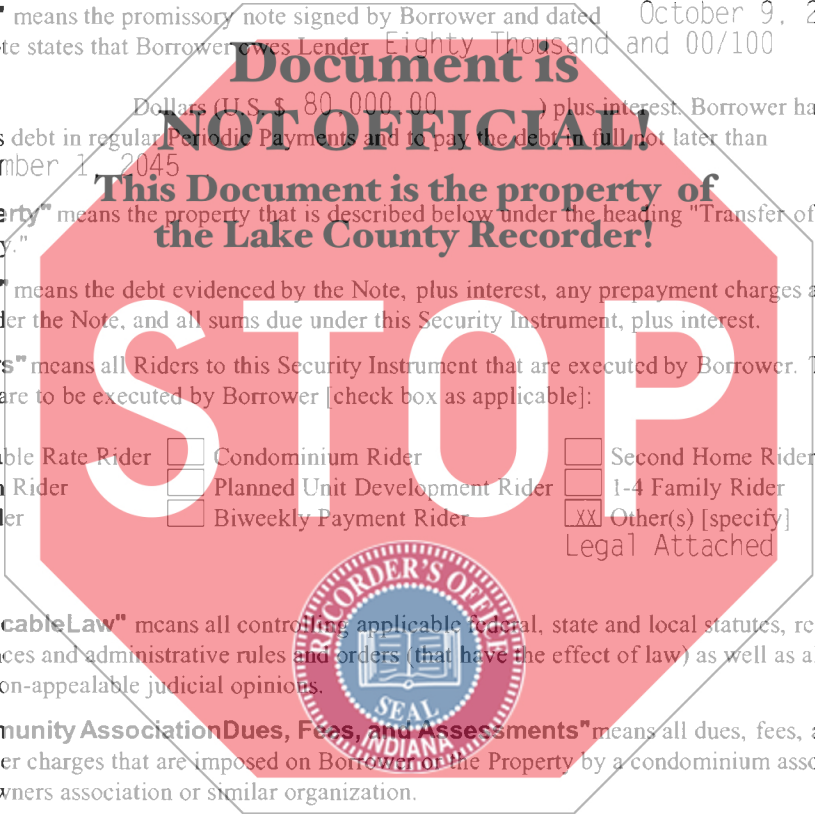 " means the promissory note signed by Borrower and dated October 9, 2
te states that Borrower owes Lender Eighty Thousand and 00/100
Document is
Dollars (U.S. $ 80,000.00 ) plus interest. Borrower ha
NOT OFFICIAL!
s debt in regular Periodic Payments and to pay the debt in full not later than
mber 1, 2045
This Document is the property of
erty" means the property that is described below under the heading "Transfer of
the Lake County Recorder!
y."
" means the debt evidenced by the Note, plus interest, any prepayment charges a
der the Note, and all sums due under this Security Instrument, plus interest.
s" means all Riders to this Security Instrument that are executed by Borrower. T
are to be executed by Borrower [check box as applicable]:
STOP
ble Rate Rider Condominium Rider Second Home Rider
n Rider Planned Unit Development Rider 1-4 Family Rider
der Biweekly Payment Rider XX Other(s) [specify]
Legal Attached
RECORDER'S OFFICE
SEAL
INDIANA
cableLaw" means all controlling applicable federal, state and local statutes, re
ces and administrative rules and orders (that have the effect of law) as well as a
on-appealable judicial opinions.
munity AssociationDues, Fees, and Assessments" means all dues, fees, a
er charges that are imposed on Borrower or the Property by a condominium asso
wners association or similar organization.